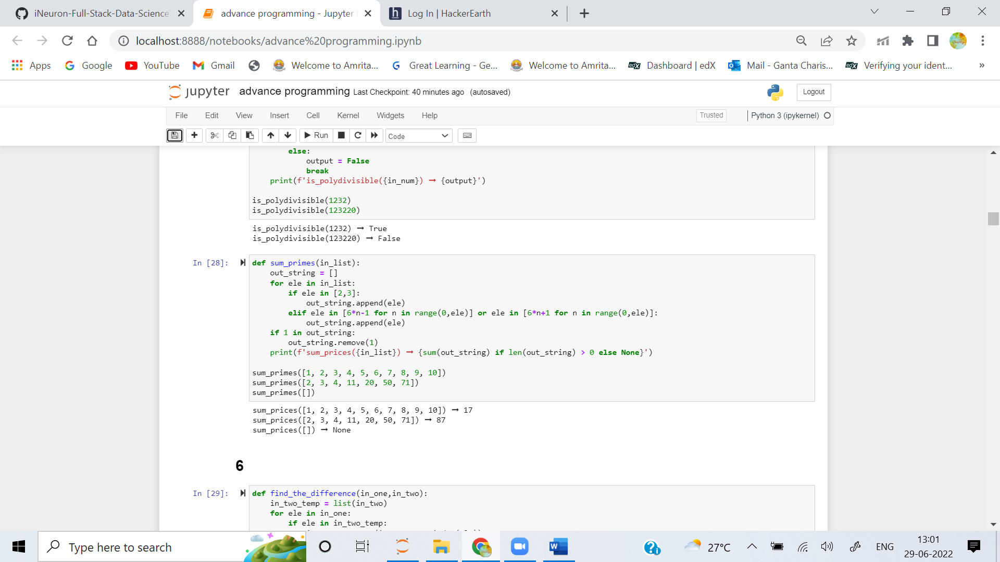 iNeuron-Full-Stack-Data-Science
advance programming - Jupyter
Log In | HackerEarth
localhost:8888/notebooks/advance%20programming.ipynb
Apps
Google
YouTube
Gmail
Welcome to Amrita...
Great Learning - Ge...
Welcome to Amrita...
Dashboard | edX
Mail - Ganta Charis...
Verifying your ident...
»
jupyter advance programming Last Checkpoint: 40 minutes ago (autosaved)
Logout
File Edit View Insert Cell Kernel Widgets Help
Trusted
Python 3 (ipykernel)
Run
Code
        else:
            output = False
            break
    print(f'is_polydivisible({in_num}) ➞ {output}')
is_polydivisible(1232)
is_polydivisible(123220)
is_polydivisible(1232) ➞ True
is_polydivisible(123220) ➞ False
In [28]:
def sum_primes(in_list):
    out_string = []
    for ele in in_list:
        if ele in [2,3]:
            out_string.append(ele)
        elif ele in [6*n-1 for n in range(0,ele)] or ele in [6*n+1 for n in range(0,ele)]:
            out_string.append(ele)
    if 1 in out_string:
        out_string.remove(1)
    print(f'sum_prices({in_list}) ➞ {sum(out_string) if len(out_string) > 0 else None}')
sum_primes([1, 2, 3, 4, 5, 6, 7, 8, 9, 10])
sum_primes([2, 3, 4, 11, 20, 50, 71])
sum_primes([])
sum_prices([1, 2, 3, 4, 5, 6, 7, 8, 9, 10]) ➞ 17
sum_prices([2, 3, 4, 11, 20, 50, 71]) ➞ 87
sum_prices([]) ➞ None
6
In [29]:
def find_the_difference(in_one,in_two):
    in_two_temp = list(in_two)
    for ele in in_one:
        if ele in in_two_temp:
Type here to search
27°C
ENG
13:01
29-06-2022